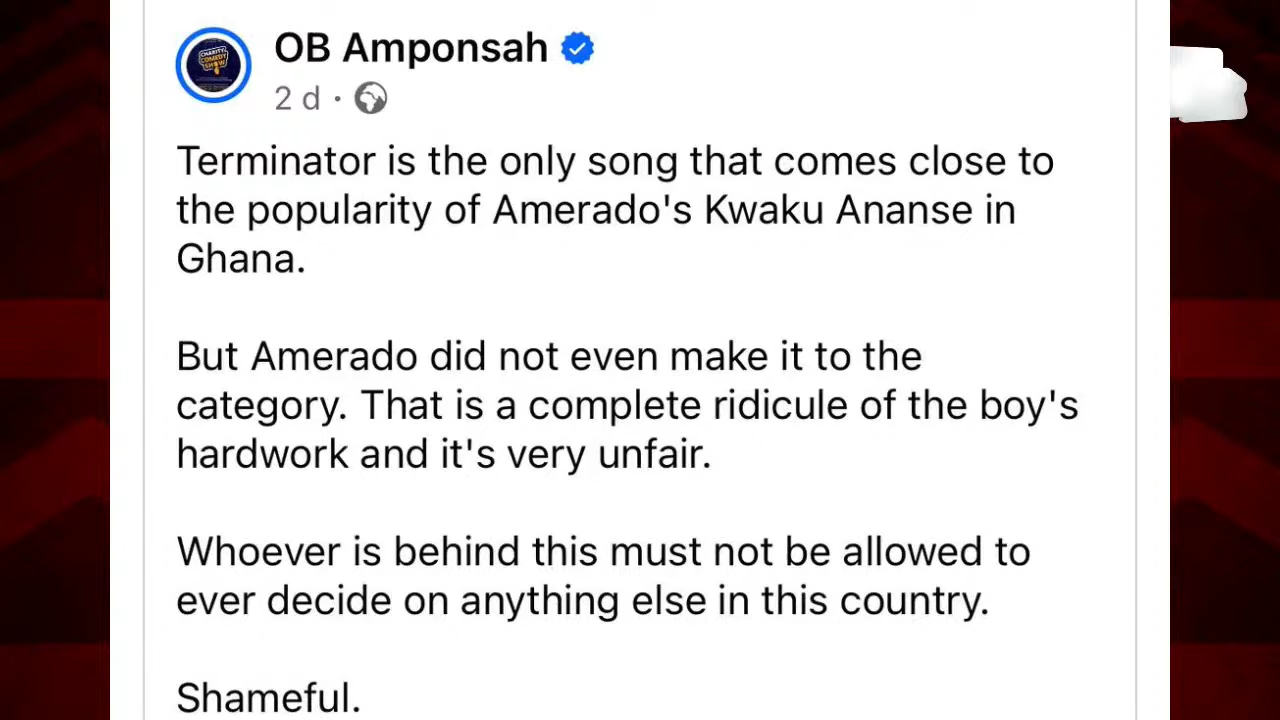 OB Amponsah
2 d ·
Terminator is the only song that comes close to
the popularity of Amerado's Kwaku Ananse in
Ghana.
But Amerado did not even make it to the
category. That is a complete ridicule of the boy's
hardwork and it's very unfair.
Whoever is behind this must not be allowed to
ever decide on anything else in this country.
Shameful.
CHARITY
COMEDY
SHOW